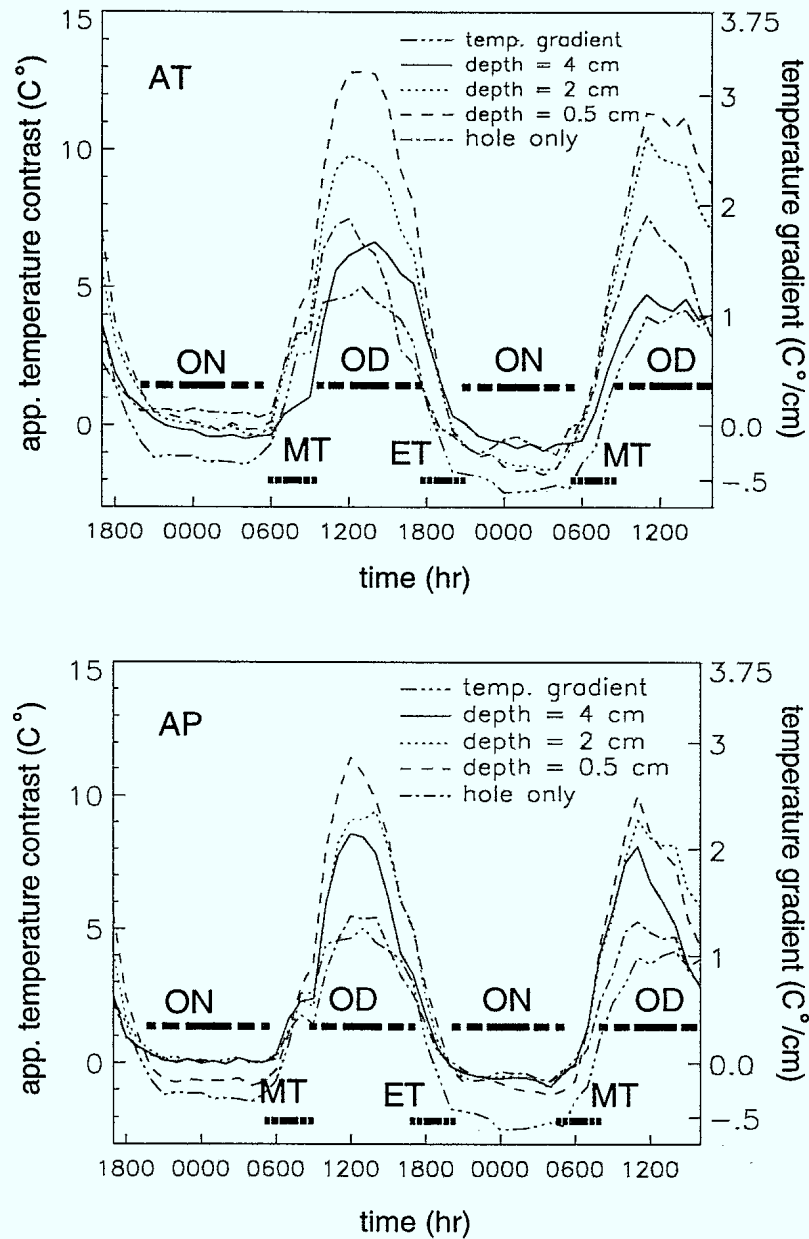 AT
app. temperature contrast (C°)
15
10
5
0
temp. gradient
depth = 4 cm
depth = 2 cm
depth = 0.5 cm
hole only
3.75
3
2
1
0.0
-.5
temperature gradient (C°/cm)
ON
OD
ON
OD
MT
ET
MT
1800 0000 0600 1200 1800 0000 0600 1200
time (hr)
AP
app. temperature contrast (C°)
15
10
5
0
temp. gradient
depth = 4 cm
depth = 2 cm
depth = 0.5 cm
hole only
3.75
3
2
1
0.0
-.5
temperature gradient (C°/cm)
ON
OD
ON
OD
MT
ET
MT
1800 0000 0600 1200 1800 0000 0600 1200
time (hr)